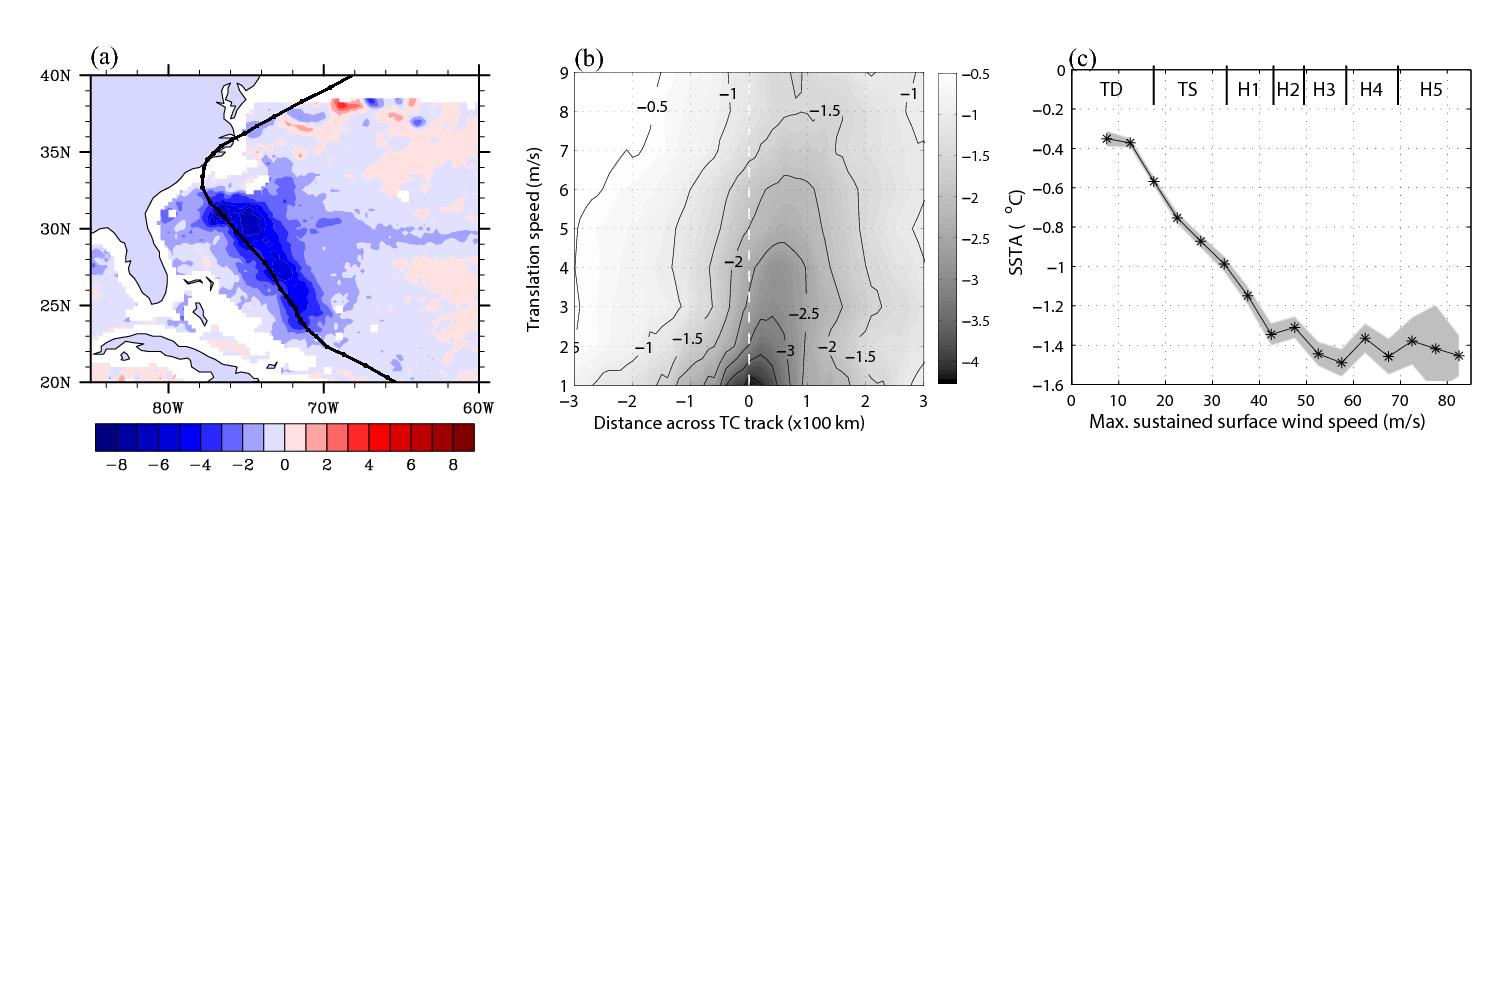 (a)
40N
35N
30N
25N
20N
80W 70W 60W
−8 −6 −4 −2 0 2 4 6 8
(b)
Translation speed (m/s)
9
8
7
6
5
4
3
2
1
−0.5
−1
−1.5
−1
−2
−2.5
5
−1
−1.5
−3
−2
−1.5
−3 −2 −1 0 1 2 3
Distance across TC track (x100 km)
−0.5
−1
−1.5
−2
−2.5
−3
−3.5
−4
(c)
SSTA ( °C)
0
−0.2
−0.4
−0.6
−0.8
−1
−1.2
−1.4
−1.6
TD TS H1 H2 H3 H4 H5
0 10 20 30 40 50 60 70 80
Max. sustained surface wind speed (m/s)